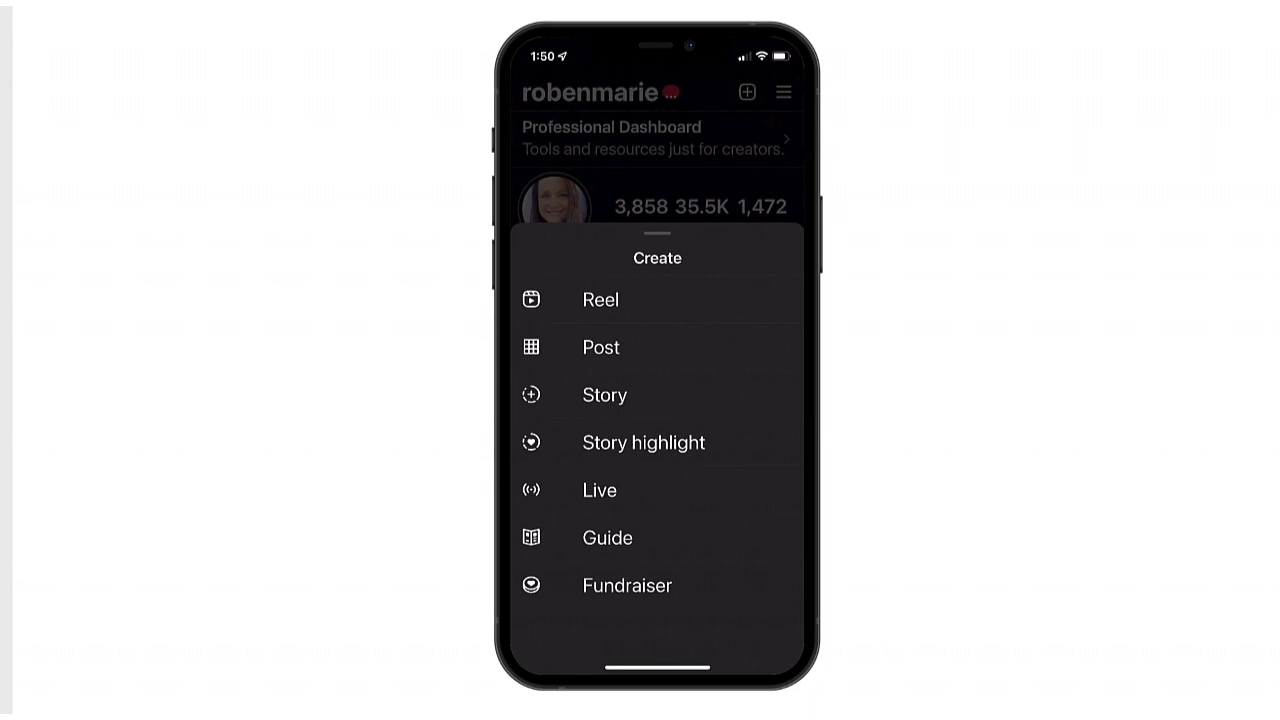 1:50
robenmarie
Professional Dashboard
Tools and resources just for creators.
3,858 35.5K 1,472
Create
Reel
Post
Story
Story highlight
Live
Guide
Fundraiser